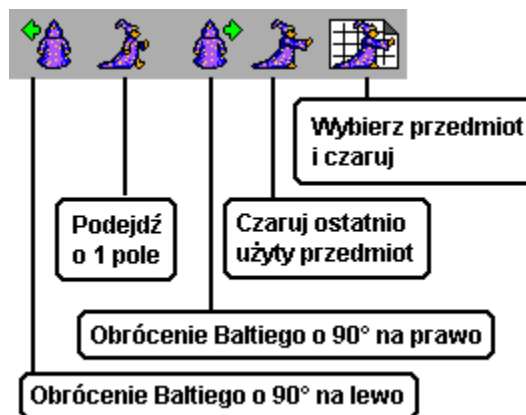 Wybierz przedmiot
i czaruj
Podejdź
o 1 pole
Czaruj ostatnio
użyty przedmiot
Obrócenie Baltiego o 90° na prawo
Obrócenie Baltiego o 90° na lewo